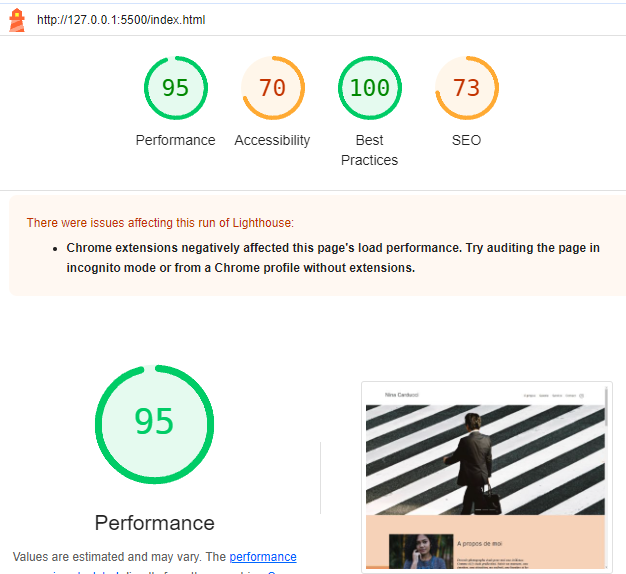 http://127.0.0.1:5500/index.html
95
70
100
73
Performance
Accessibility
Best
Practices
SEO
There were issues affecting this run of Lighthouse:
• Chrome extensions negatively affected this page's load performance. Try auditing the page in
incognito mode or from a Chrome profile without extensions.
95
Nina Carducci
A propos de moi
Performance
Values are estimated and may vary. The performance